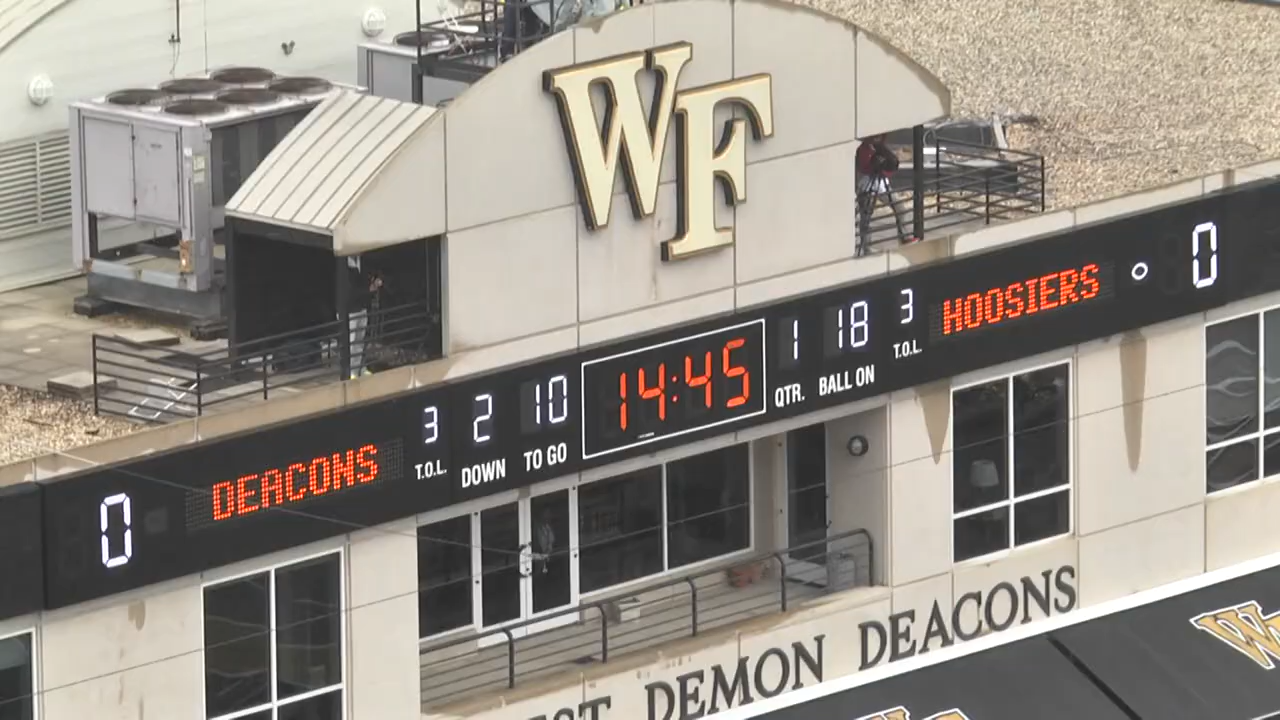 WF
0 DEACONS 3 T.O.L. 2 DOWN 10 TO GO 14:45 1 QTR. 18 BALL ON 3 T.O.L. HOOSIERS 0
DEMON DEACONS